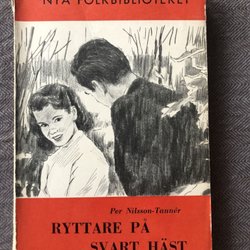 NYA FOLKBIBLIOTEKET
Per Nilsson-Tannér
RYTTARE PÅ
SVART HÄST